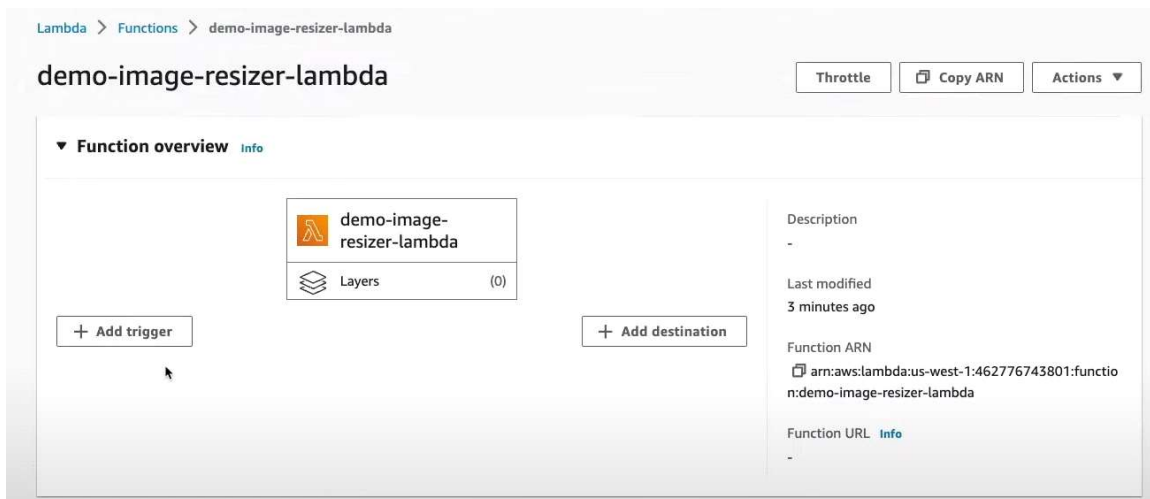 Lambda > Functions > demo-image-resizer-lambda
demo-image-resizer-lambda
Throttle
Copy ARN
Actions
Function overview Info
demo-image-
resizer-lambda
Layers (0)
+ Add trigger
+ Add destination
Description
-
Last modified
3 minutes ago
Function ARN
arn:aws:lambda:us-west-1:462776743801:functio
n:demo-image-resizer-lambda
Function URL Info
-